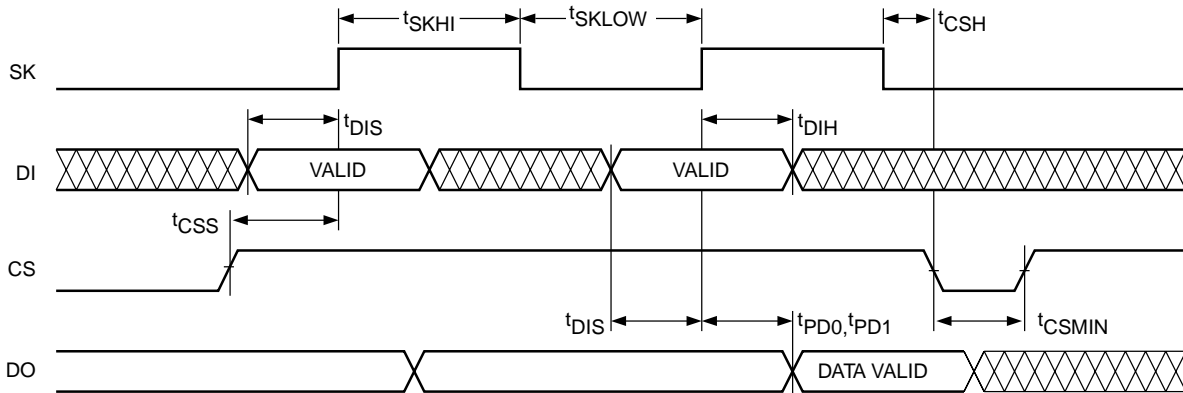 tSKHI tSKLOW tCSH
SK
tDIS tDIH
DI VALID VALID
tCSS
CS
tDIS tPD0,tPD1 tCSMIN
DO DATA VALID